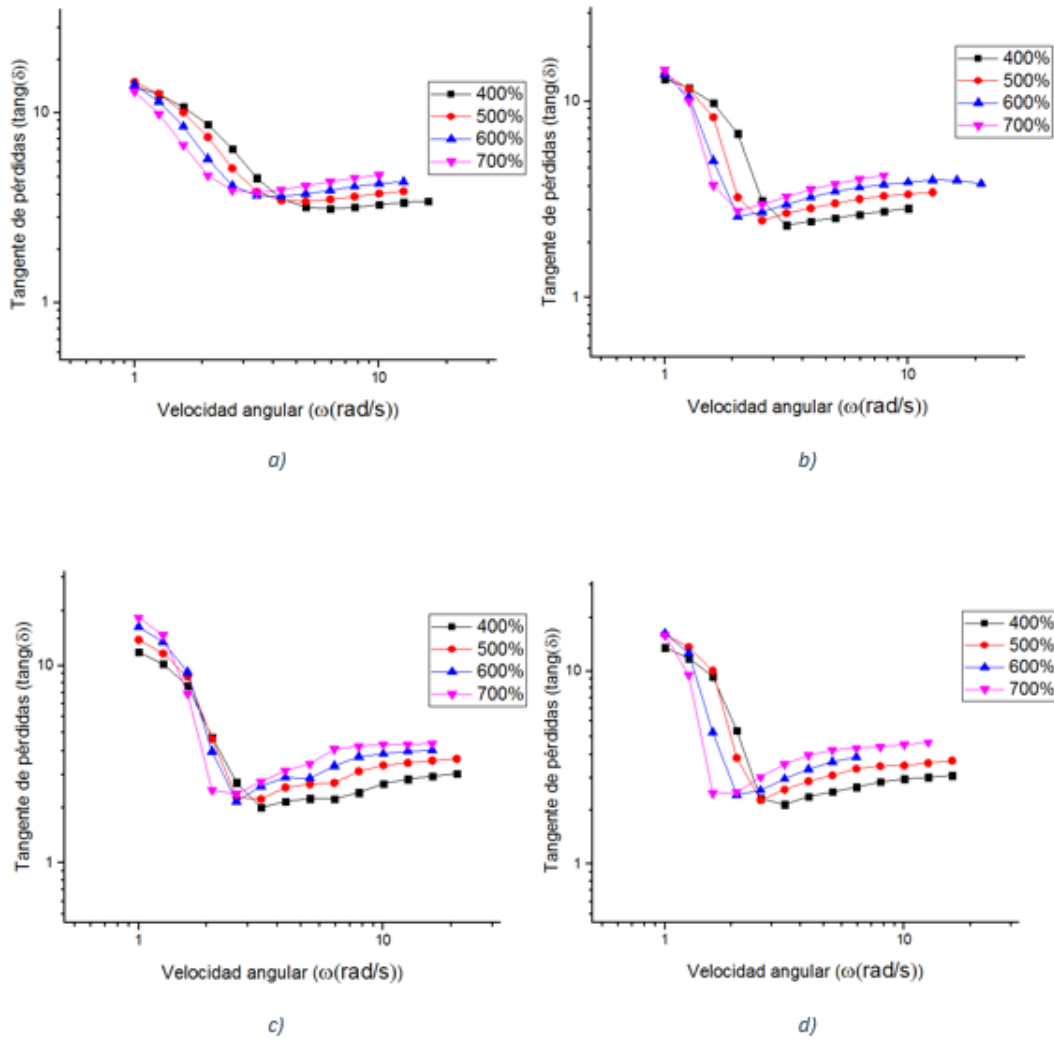 Tangente de pérdidas (tang(δ))
10
1
400%
500%
600%
700%
1
10
Velocidad angular (ω(rad/s))
a)
Tangente de pérdidas (tang(δ))
10
1
400%
500%
600%
700%
1
10
Velocidad angular (ω(rad/s))
b)
Tangente de pérdidas (tang(δ))
10
1
400%
500%
600%
700%
1
10
Velocidad angular (ω(rad/s))
c)
Tangente de pérdidas (tang(δ))
10
1
400%
500%
600%
700%
1
10
Velocidad angular (ω(rad/s))
d)